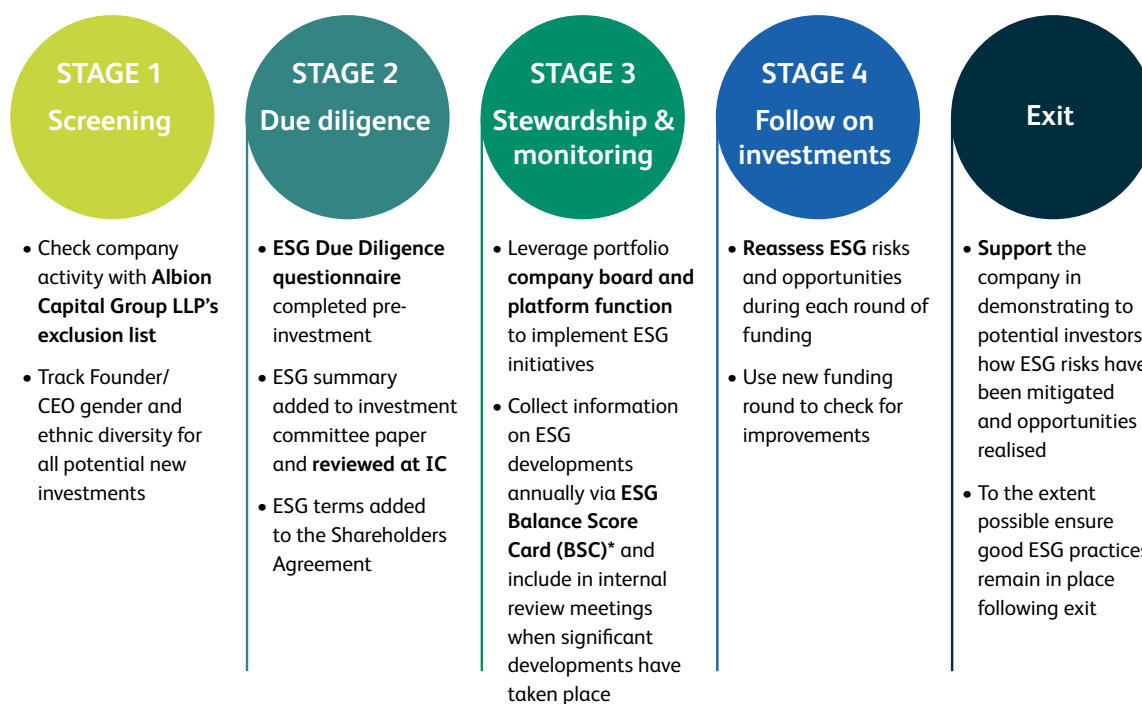 STAGE 1
Screening
• Check company
activity with Albion
Capital Group LLP's
exclusion list
• Track Founder/
CEO gender and
ethnic diversity for
all potential new
investments
STAGE 2
Due diligence
• ESG Due Diligence
questionnaire
completed pre-
investment
• ESG summary
added to investment
committee paper
and reviewed at IC
• ESG terms added
to the Shareholders
Agreement
STAGE 3
Stewardship &
monitoring
• Leverage portfolio
company board and
platform function
to implement ESG
initiatives
• Collect information
on ESG
developments
annually via ESG
Balance Score
Card (BSC)* and
include in internal
review meetings
when significant
developments have
taken place
STAGE 4
Follow on
investments
• Reassess ESG risks
and opportunities
during each round of
funding
• Use new funding
round to check for
improvements
Exit
• Support the
company in
demonstrating to
potential investors
how ESG risks have
been mitigated
and opportunities
realised
• To the extent
possible ensure
good ESG practices
remain in place
following exit